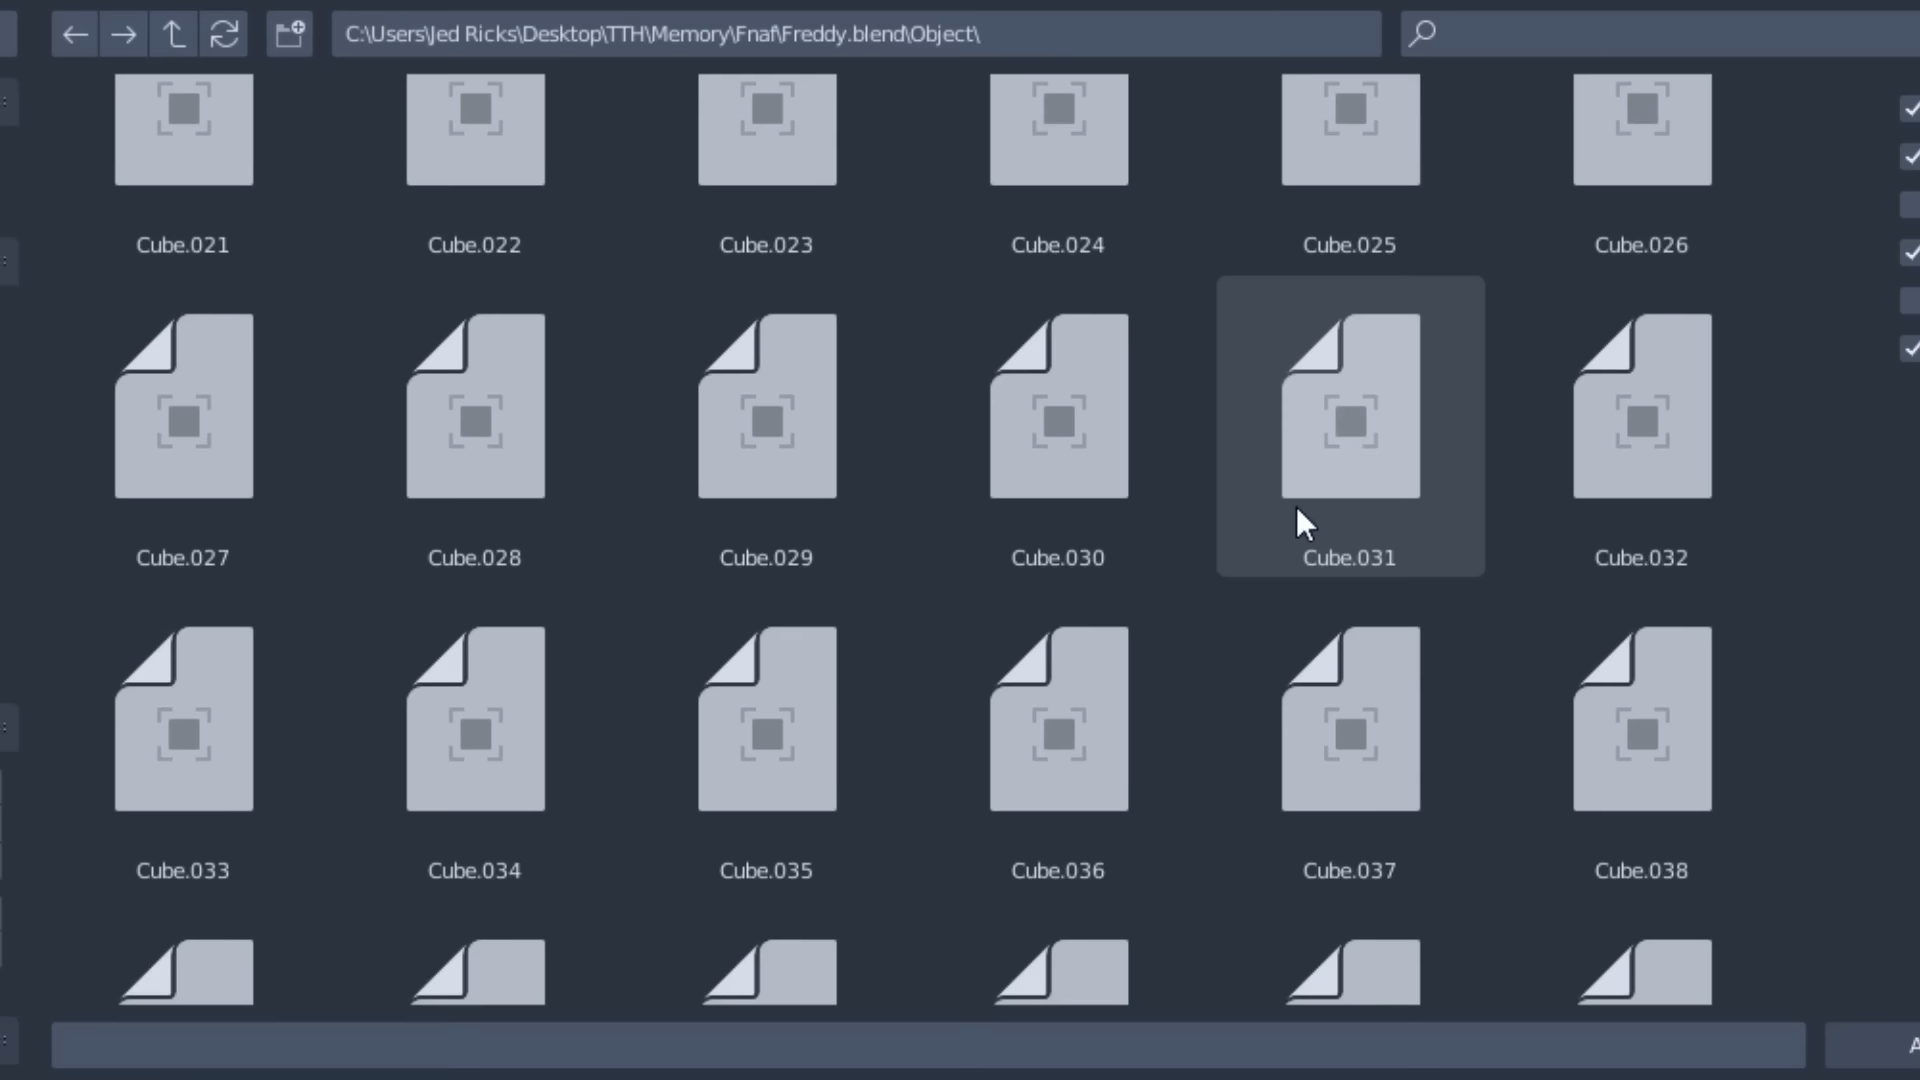 C:\Users\Jed Ricks\Desktop\TTH\Memory\Fnaf\Freddy.blend\Object\
Cube.021 Cube.022 Cube.023 Cube.024 Cube.025 Cube.026
Cube.027 Cube.028 Cube.029 Cube.030 Cube.031 Cube.032
Cube.033 Cube.034 Cube.035 Cube.036 Cube.037 Cube.038